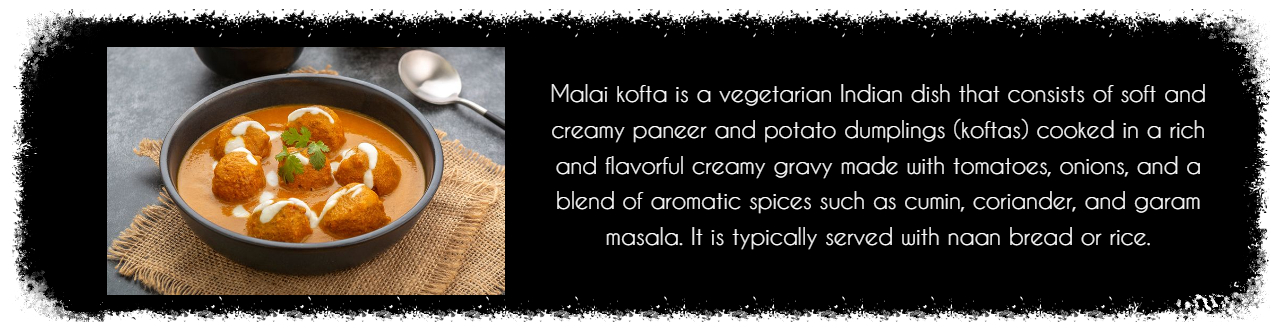 Malai kofta is a vegetarian Indian dish that consists of soft and
creamy paneer and potato dumplings (koftas) cooked in a rich
and flavorful creamy gravy made with tomatoes, onions, and a
blend of aromatic spices such as cumin, coriander, and garam
masala. It is typically served with naan bread or rice.